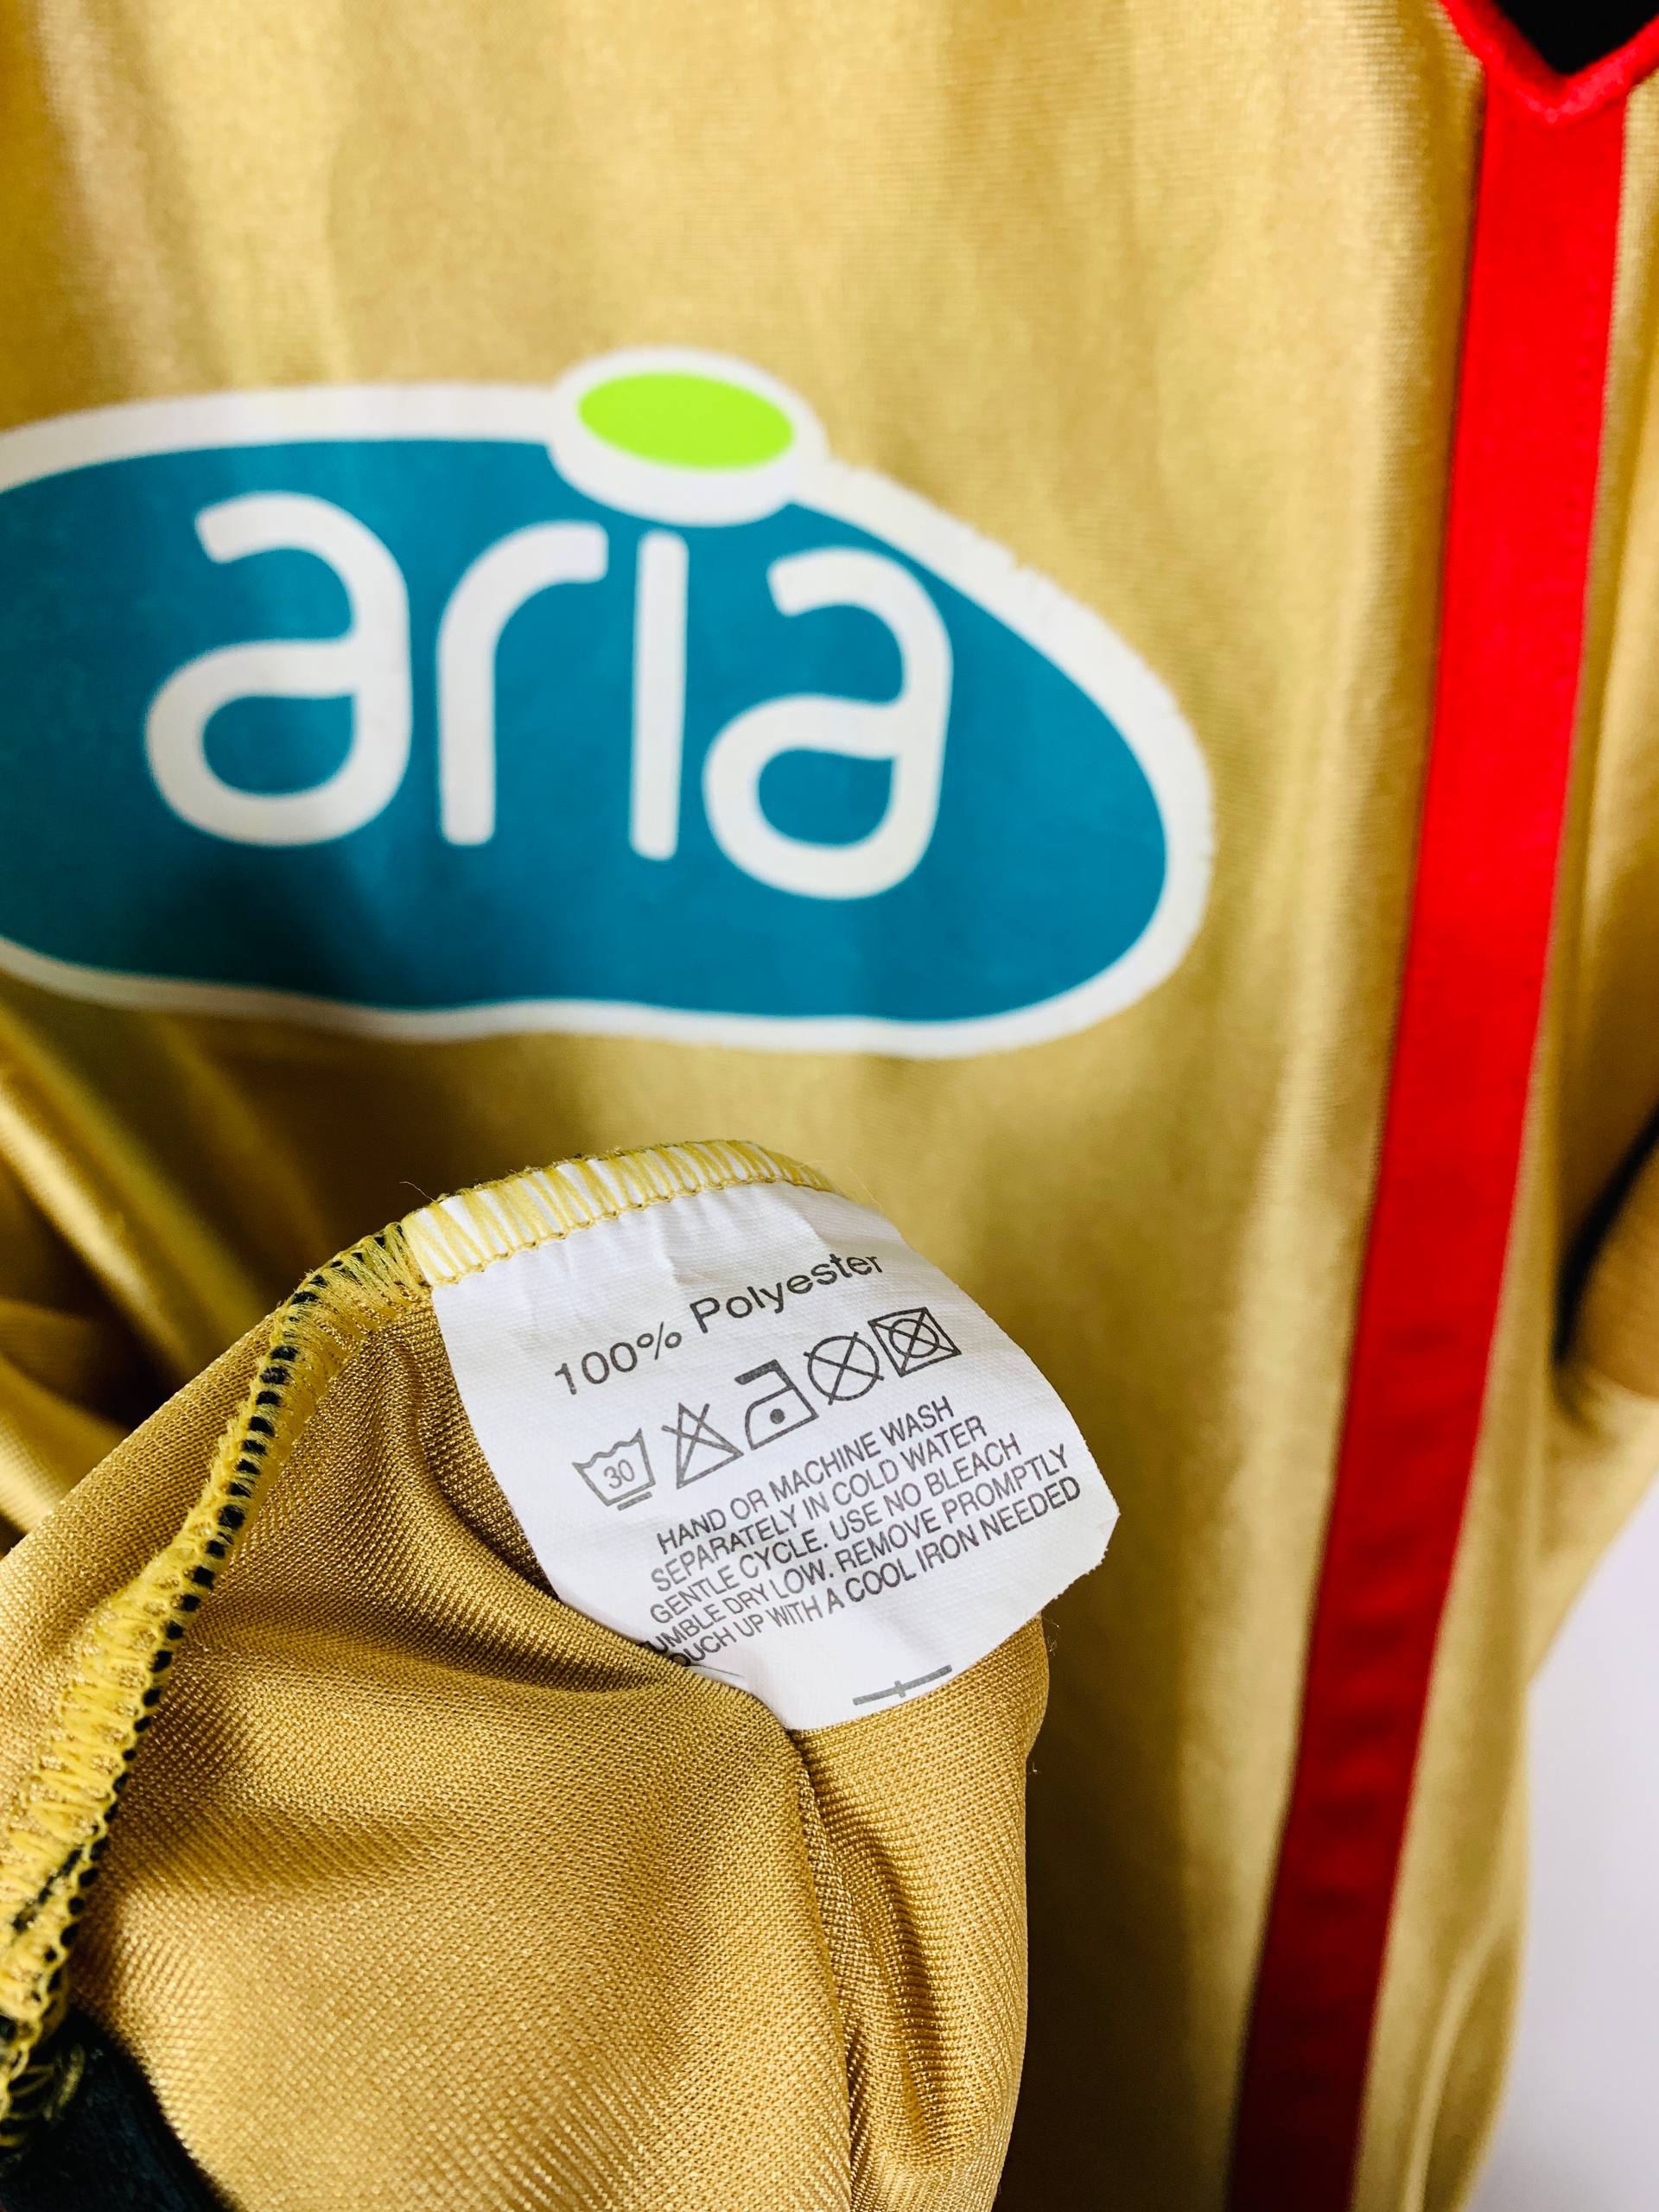 aria
100% Polyester
30
HAND OR MACHINE WASH
SEPARATELY IN COLD WATER
GENTLE CYCLE. USE NO BLEACH
UMBLE DRY LOW. REMOVE PROMPTLY
OUCH UP WITH A COOL IRON NEEDED